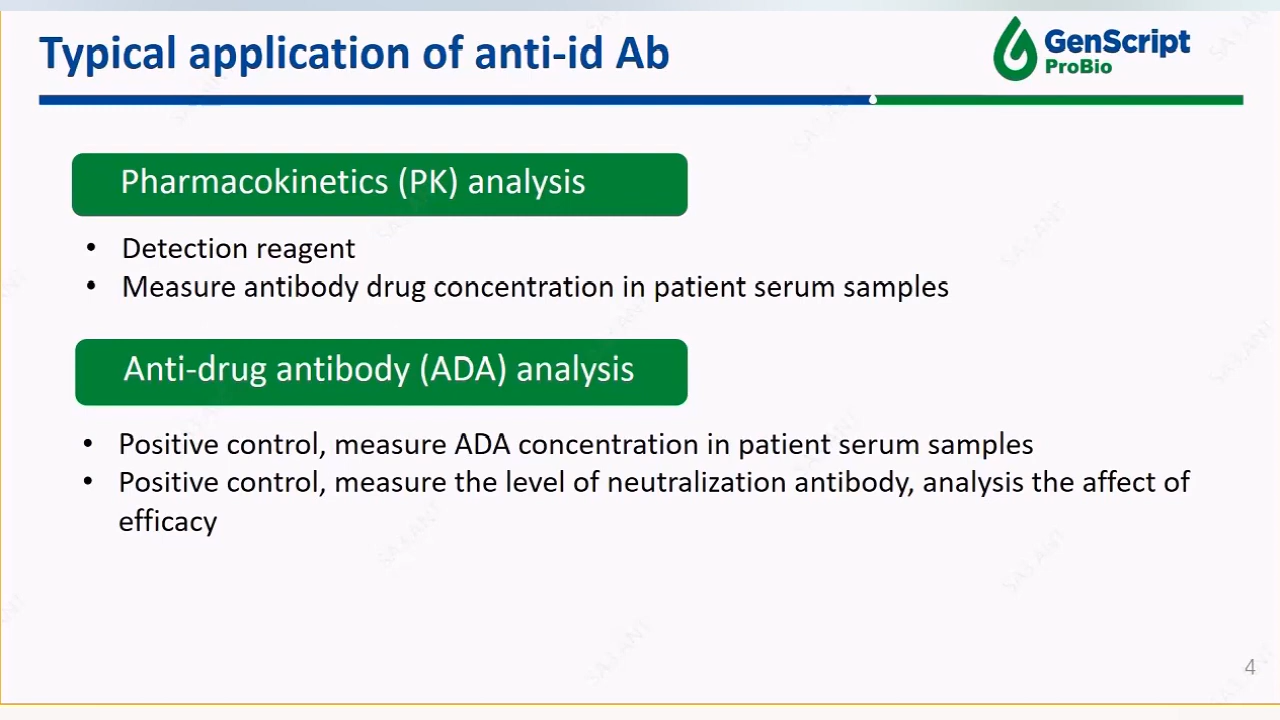 Typical application of anti-id Ab
GenScript
ProBio
Pharmacokinetics (PK) analysis
• Detection reagent
• Measure antibody drug concentration in patient serum samples
Anti-drug antibody (ADA) analysis
• Positive control, measure ADA concentration in patient serum samples
• Positive control, measure the level of neutralization antibody, analysis the affect of
efficacy
4